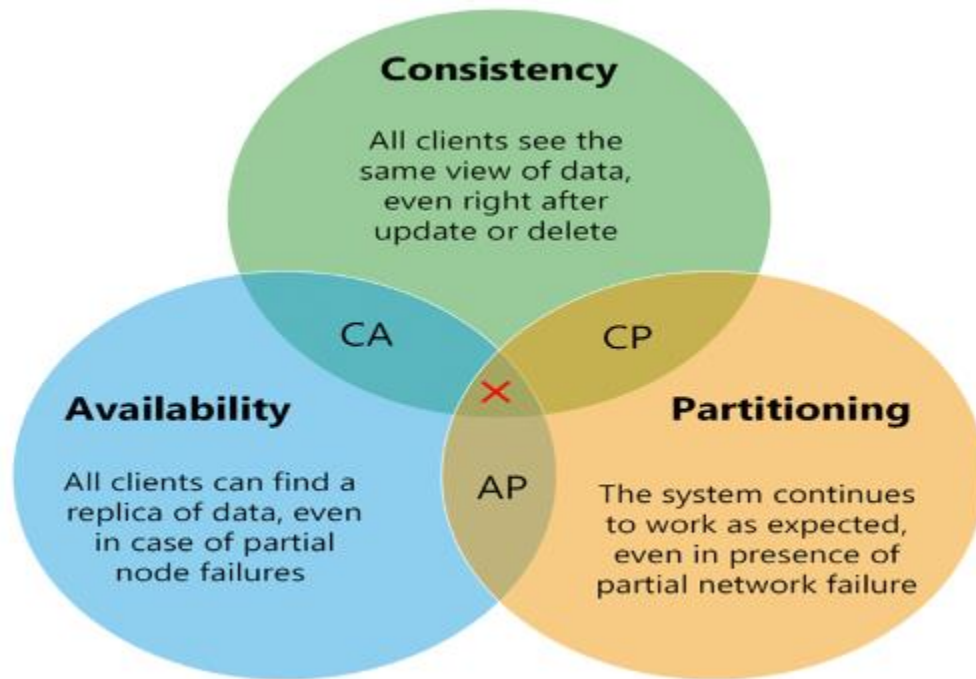 Consistency
All clients see the
same view of data,
even right after
update or delete
CA
CP
Availability
All clients can find a
replica of data, even
in case of partial
node failures
Partitioning
The system continues
to work as expected,
even in presence of
partial network failure
AP